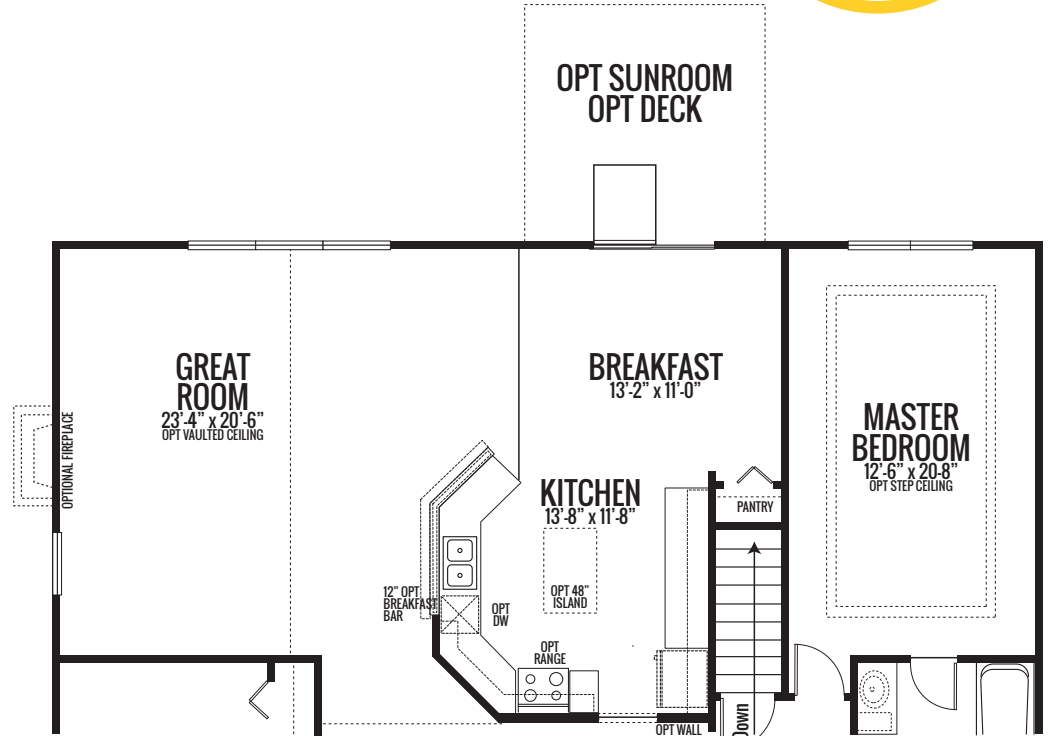 OPT SUNROOM
OPT DECK
GREAT
ROOM
23'-4" x 20'-6"
OPT VAULTED CEILING
OPTIONAL FIREPLACE
BREAKFAST
13'-2" x 11'-0"
MASTER
BEDROOM
12'-6" x 20-8"
OPT STEP CEILING
KITCHEN
13'-8" x 11'-8"
PANTRY
12" OPT
BREAKFAST
BAR
OPT
DW
OPT 48"
ISLAND
OPT
RANGE
OPT WALL
Down